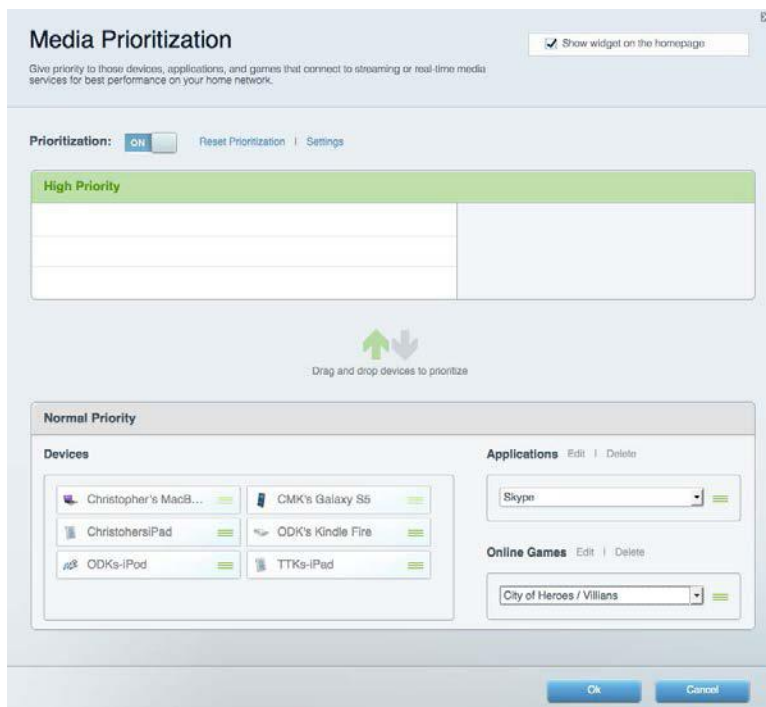 Media Prioritization
Show widget on the homepage
Give priority to those devices, applications, and games that connect to streaming or real-time media
services for best performance on your home network.
Prioritization: ON Reset Prioritization | Settings
High Priority
Drag and drop devices to prioritize
Normal Priority
Devices
Christopher's MacB...
CMK's Galaxy S5
ChristohersiPad
ODK's Kindle Fire
ODKs-iPod
TTKs-iPad
Applications Edit | Delete
Skype
Online Games Edit | Delete
City of Heroes / Villians
Ok
Cancel